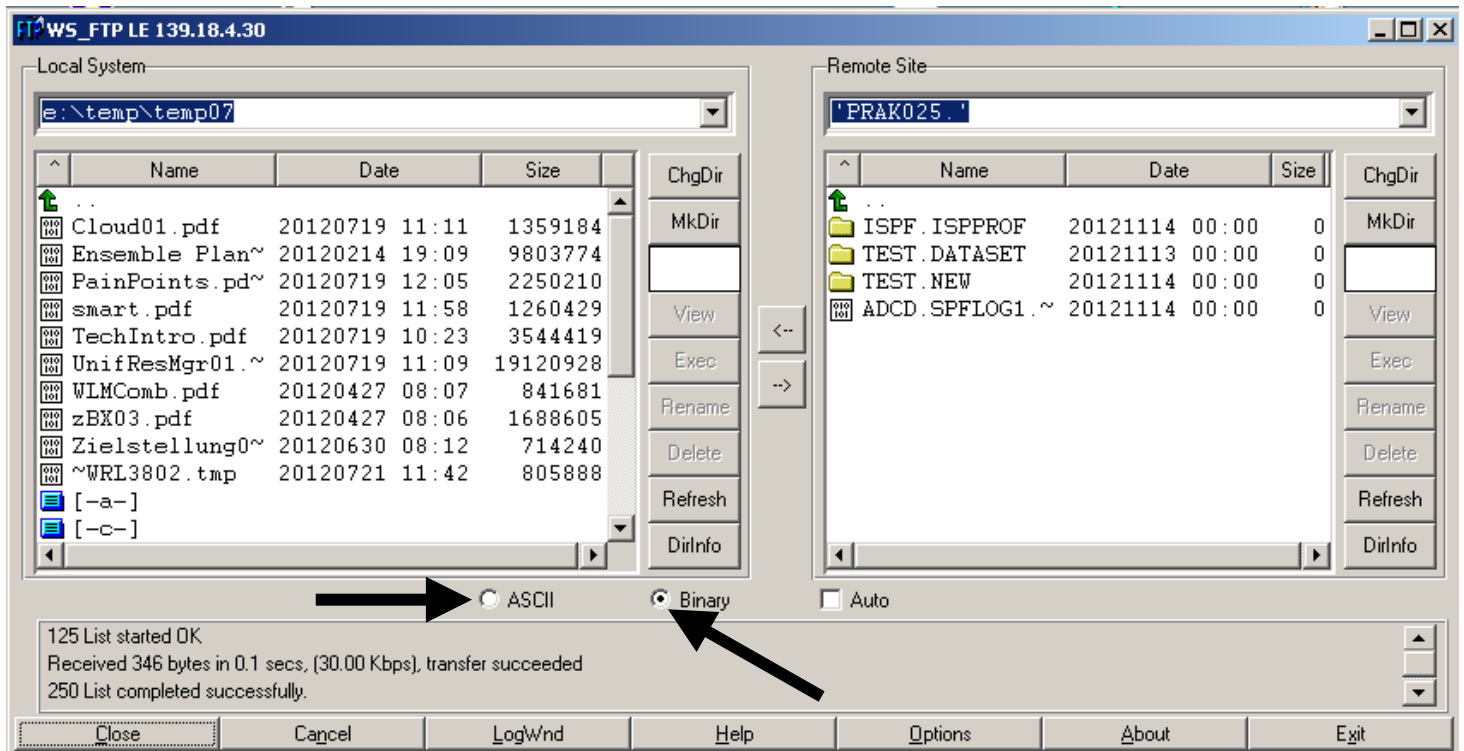 WS_FTP LE 139.18.4.30
Local System
e:\temp\temp07
^ Name Date Size
..
Cloud01.pdf 20120719 11:11 1359184
Ensemble Plan~ 20120214 19:09 9803774
PainPoints.pd~ 20120719 12:05 2250210
smart.pdf 20120719 11:58 1260429
TechIntro.pdf 20120719 10:23 3544419
UnifResMgr01.~ 20120719 11:09 19120928
WLMComb.pdf 20120427 08:07 841681
zBX03.pdf 20120427 08:06 1688605
Zielstellung0~ 20120630 08:12 714240
~WRL3802.tmp 20120721 11:42 805888
[-a-]
[-c-]
ChgDir
MkDir
View
Exec
Rename
Delete
Refresh
DirInfo
<--
-->
Remote Site
'PRAK025.'
^ Name Date Size
..
ISPF.ISPPROF 20121114 00:00 0
TEST.DATASET 20121113 00:00 0
TEST.NEW 20121114 00:00 0
ADCD.SPFLOG1.~ 20121114 00:00 0
ChgDir
MkDir
View
Exec
Rename
Delete
Refresh
DirInfo
ASCII Binary Auto
125 List started OK
Received 346 bytes in 0.1 secs, (30.00 Kbps), transfer succeeded
250 List completed successfully.
Close Cancel LogWnd Help Options About Exit